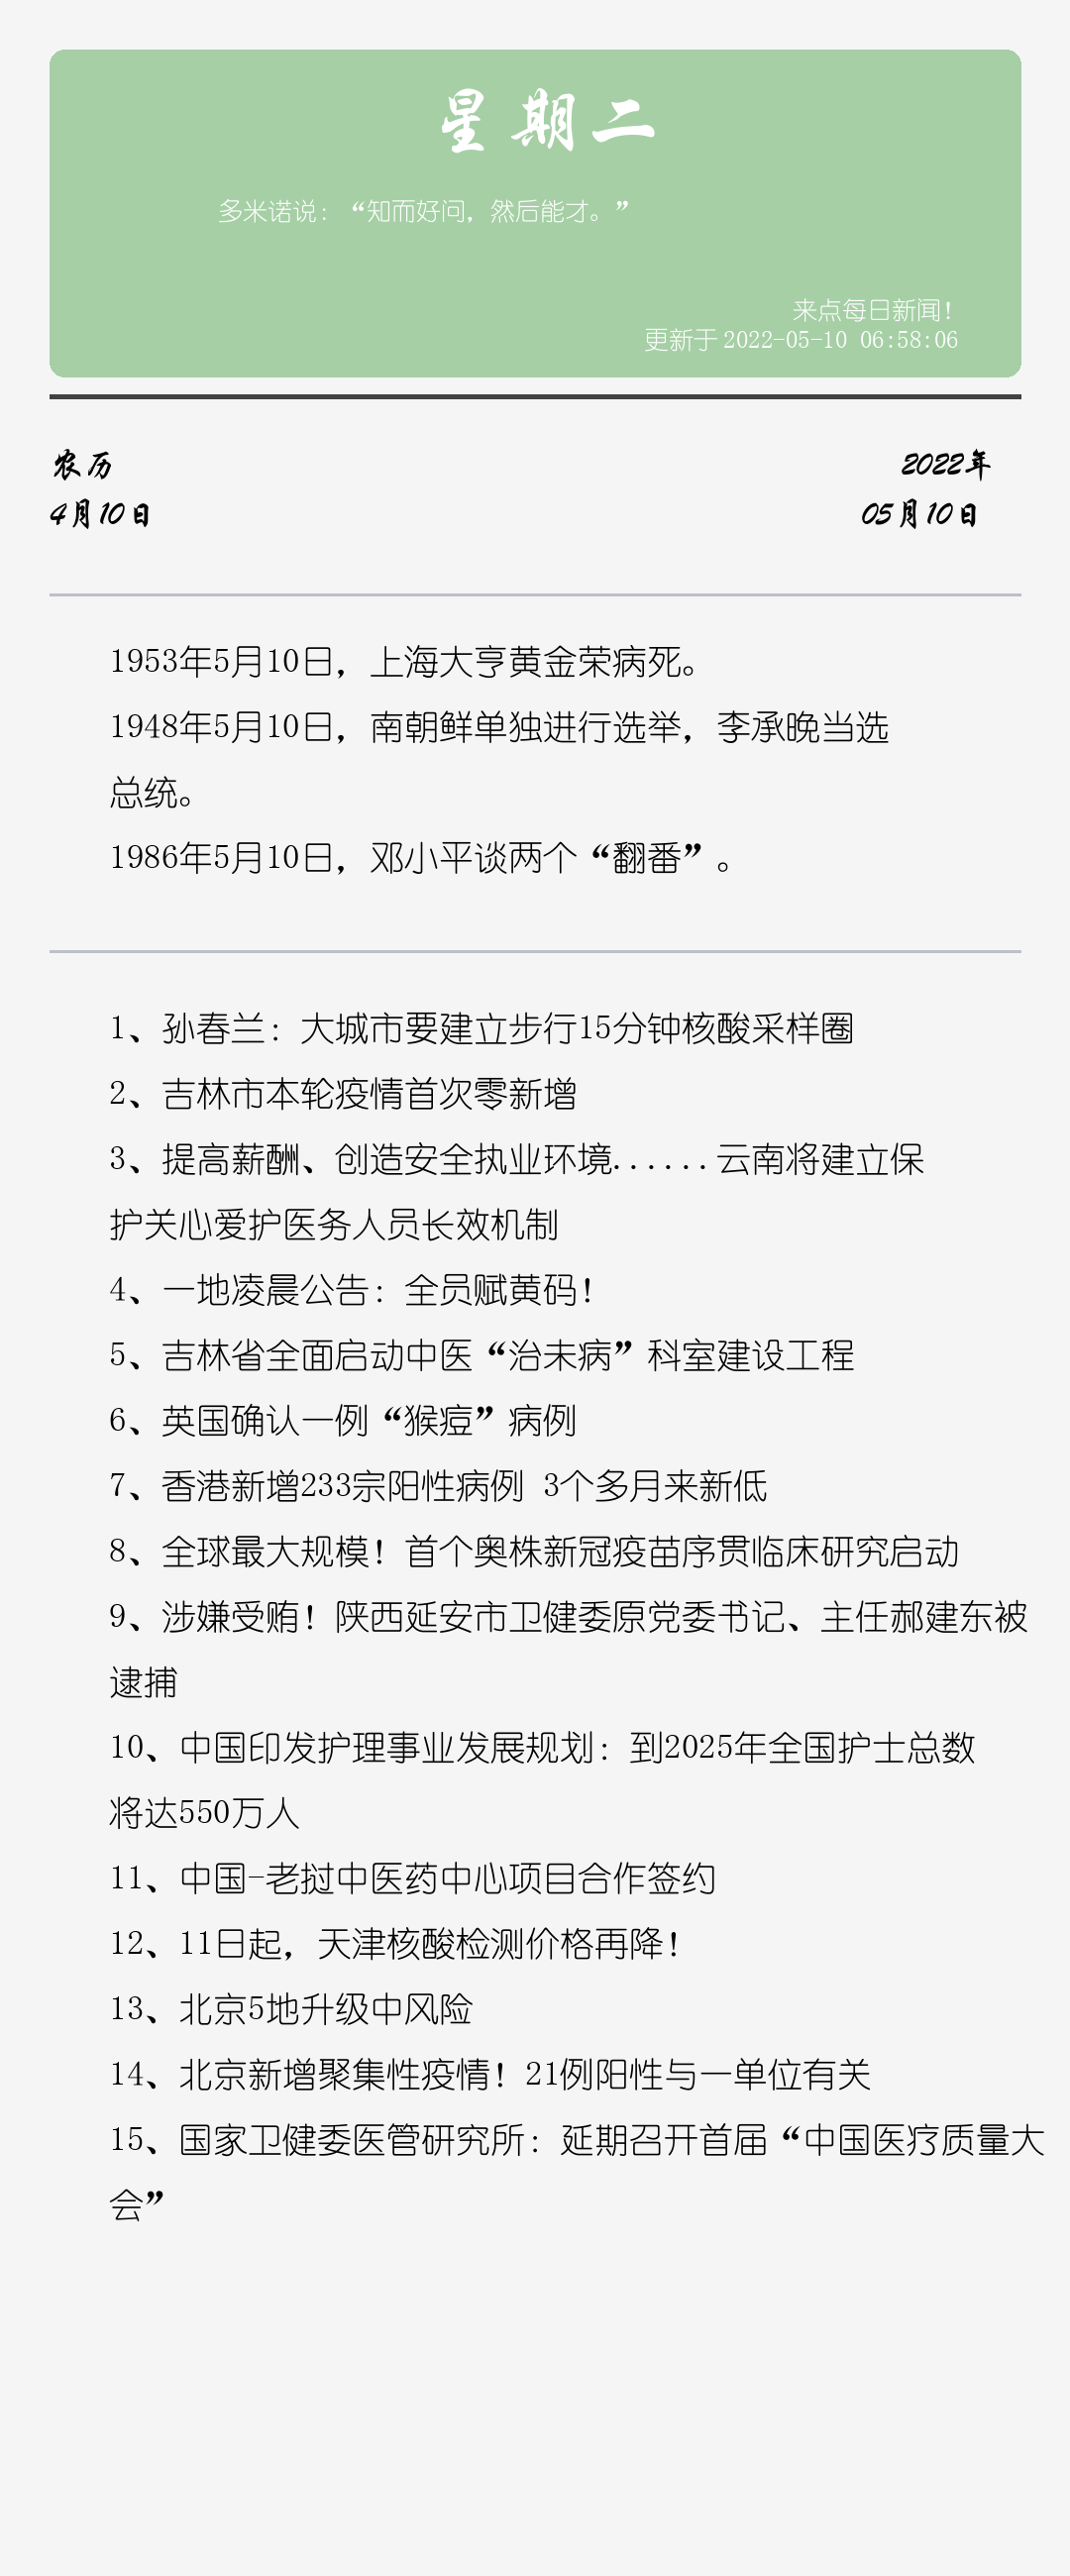 星期二
多米诺说：“知而好问，然后能才。”
来点每日新闻！
更新于2022-05-10 06:58:06
农历
2022年
4月10日
05月10日
1953年5月10日，上海大亨黄金荣病死。
1948年5月10日，南朝鲜单独进行选举，李承晚当选
总统。
1986年5月10日，邓小平谈两个“翻番”。
1、孙春兰：大城市要建立步行15分钟核酸采样圈
2、吉林市本轮疫情首次零新增
3、提高薪酬、创造安全执业环境......云南将建立保
护关心爱护医务人员长效机制
4、一地凌晨公告：全员赋黄码！
5、吉林省全面启动中医“治未病”科室建设工程
6、英国确认一例“猴痘”病例
7、香港新增233宗阳性病例 3个多月来新低
8、全球最大规模！首个奥株新冠疫苗序贯临床研究启动
9、涉嫌受贿！陕西延安市卫健委原党委书记、主任郝建东被
逮捕
10、中国印发护理事业发展规划：到2025年全国护士总数
将达550万人
11、中国-老挝中医药中心项目合作签约
12、11日起，天津核酸检测价格再降！
13、北京5地升级中风险
14、北京新增聚集性疫情！21例阳性与一单位有关
15、国家卫健委医管研究所：延期召开首届“中国医疗质量大
会”